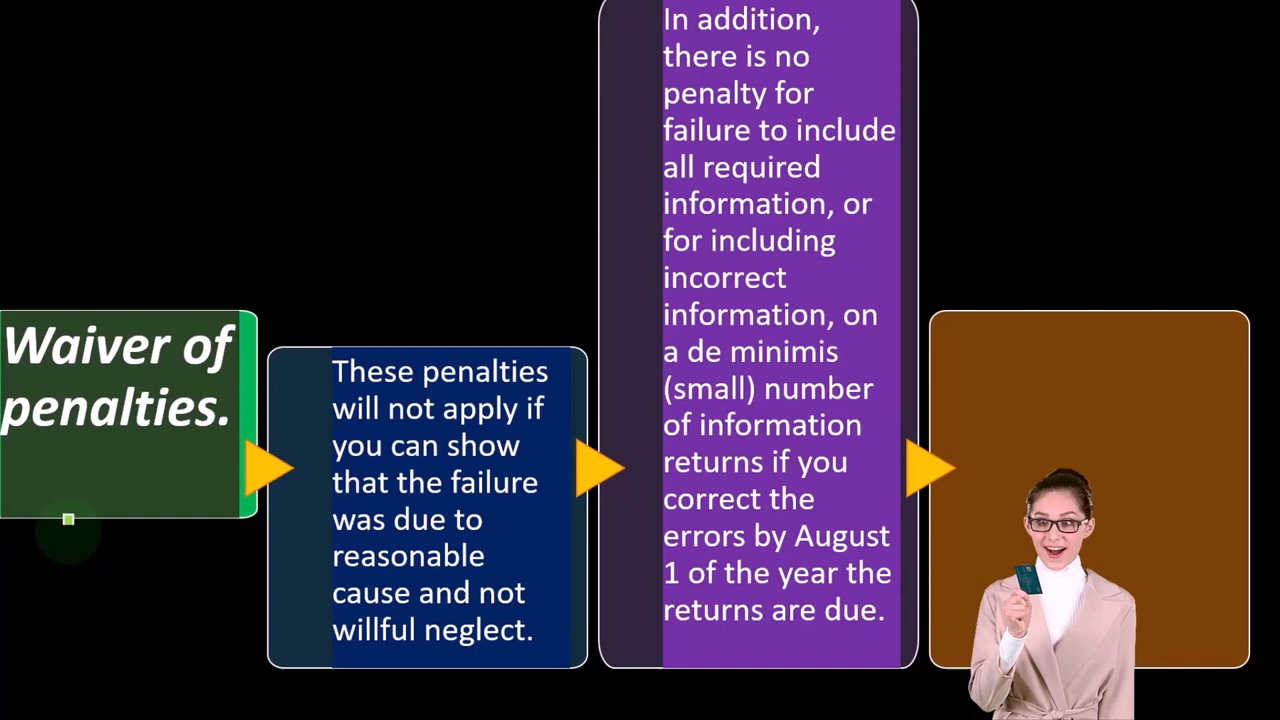 Waiver of
penalties.
These penalties
will not apply if
you can show
that the failure
was due to
reasonable
cause and not
willful neglect.
In addition,
there is no
penalty for
failure to include
all required
information, or
for including
incorrect
information, on
a de minimis
(small) number
of information
returns if you
correct the
errors by August
1 of the year the
returns are due.